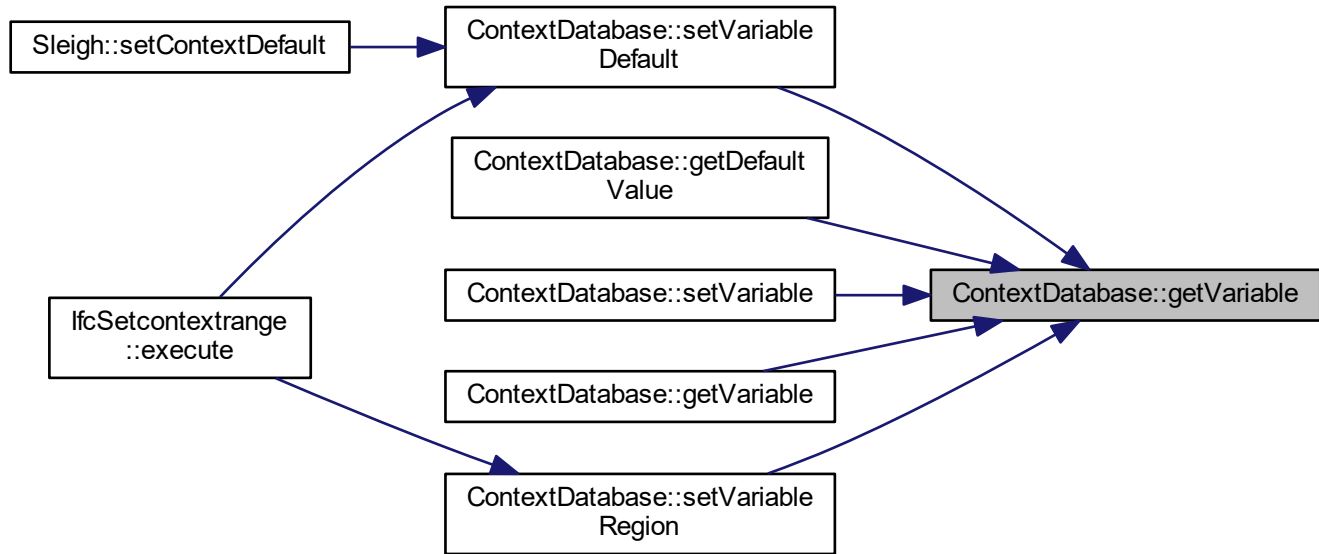 Sleigh::setContextDefault
ContextDatabase::setVariable
Default
ContextDatabase::getDefault
Value
ContextDatabase::setVariable
ContextDatabase::getVariable
IfcSetcontextrange
::execute
ContextDatabase::getVariable
ContextDatabase::setVariable
Region